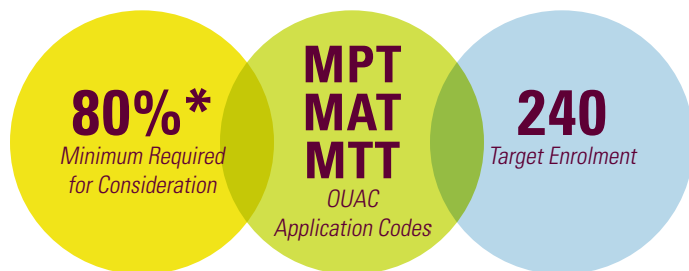 80%*
Minimum Required
for Consideration
MPT
MAT
MTT
OUAC
Application Codes
240
Target Enrolment